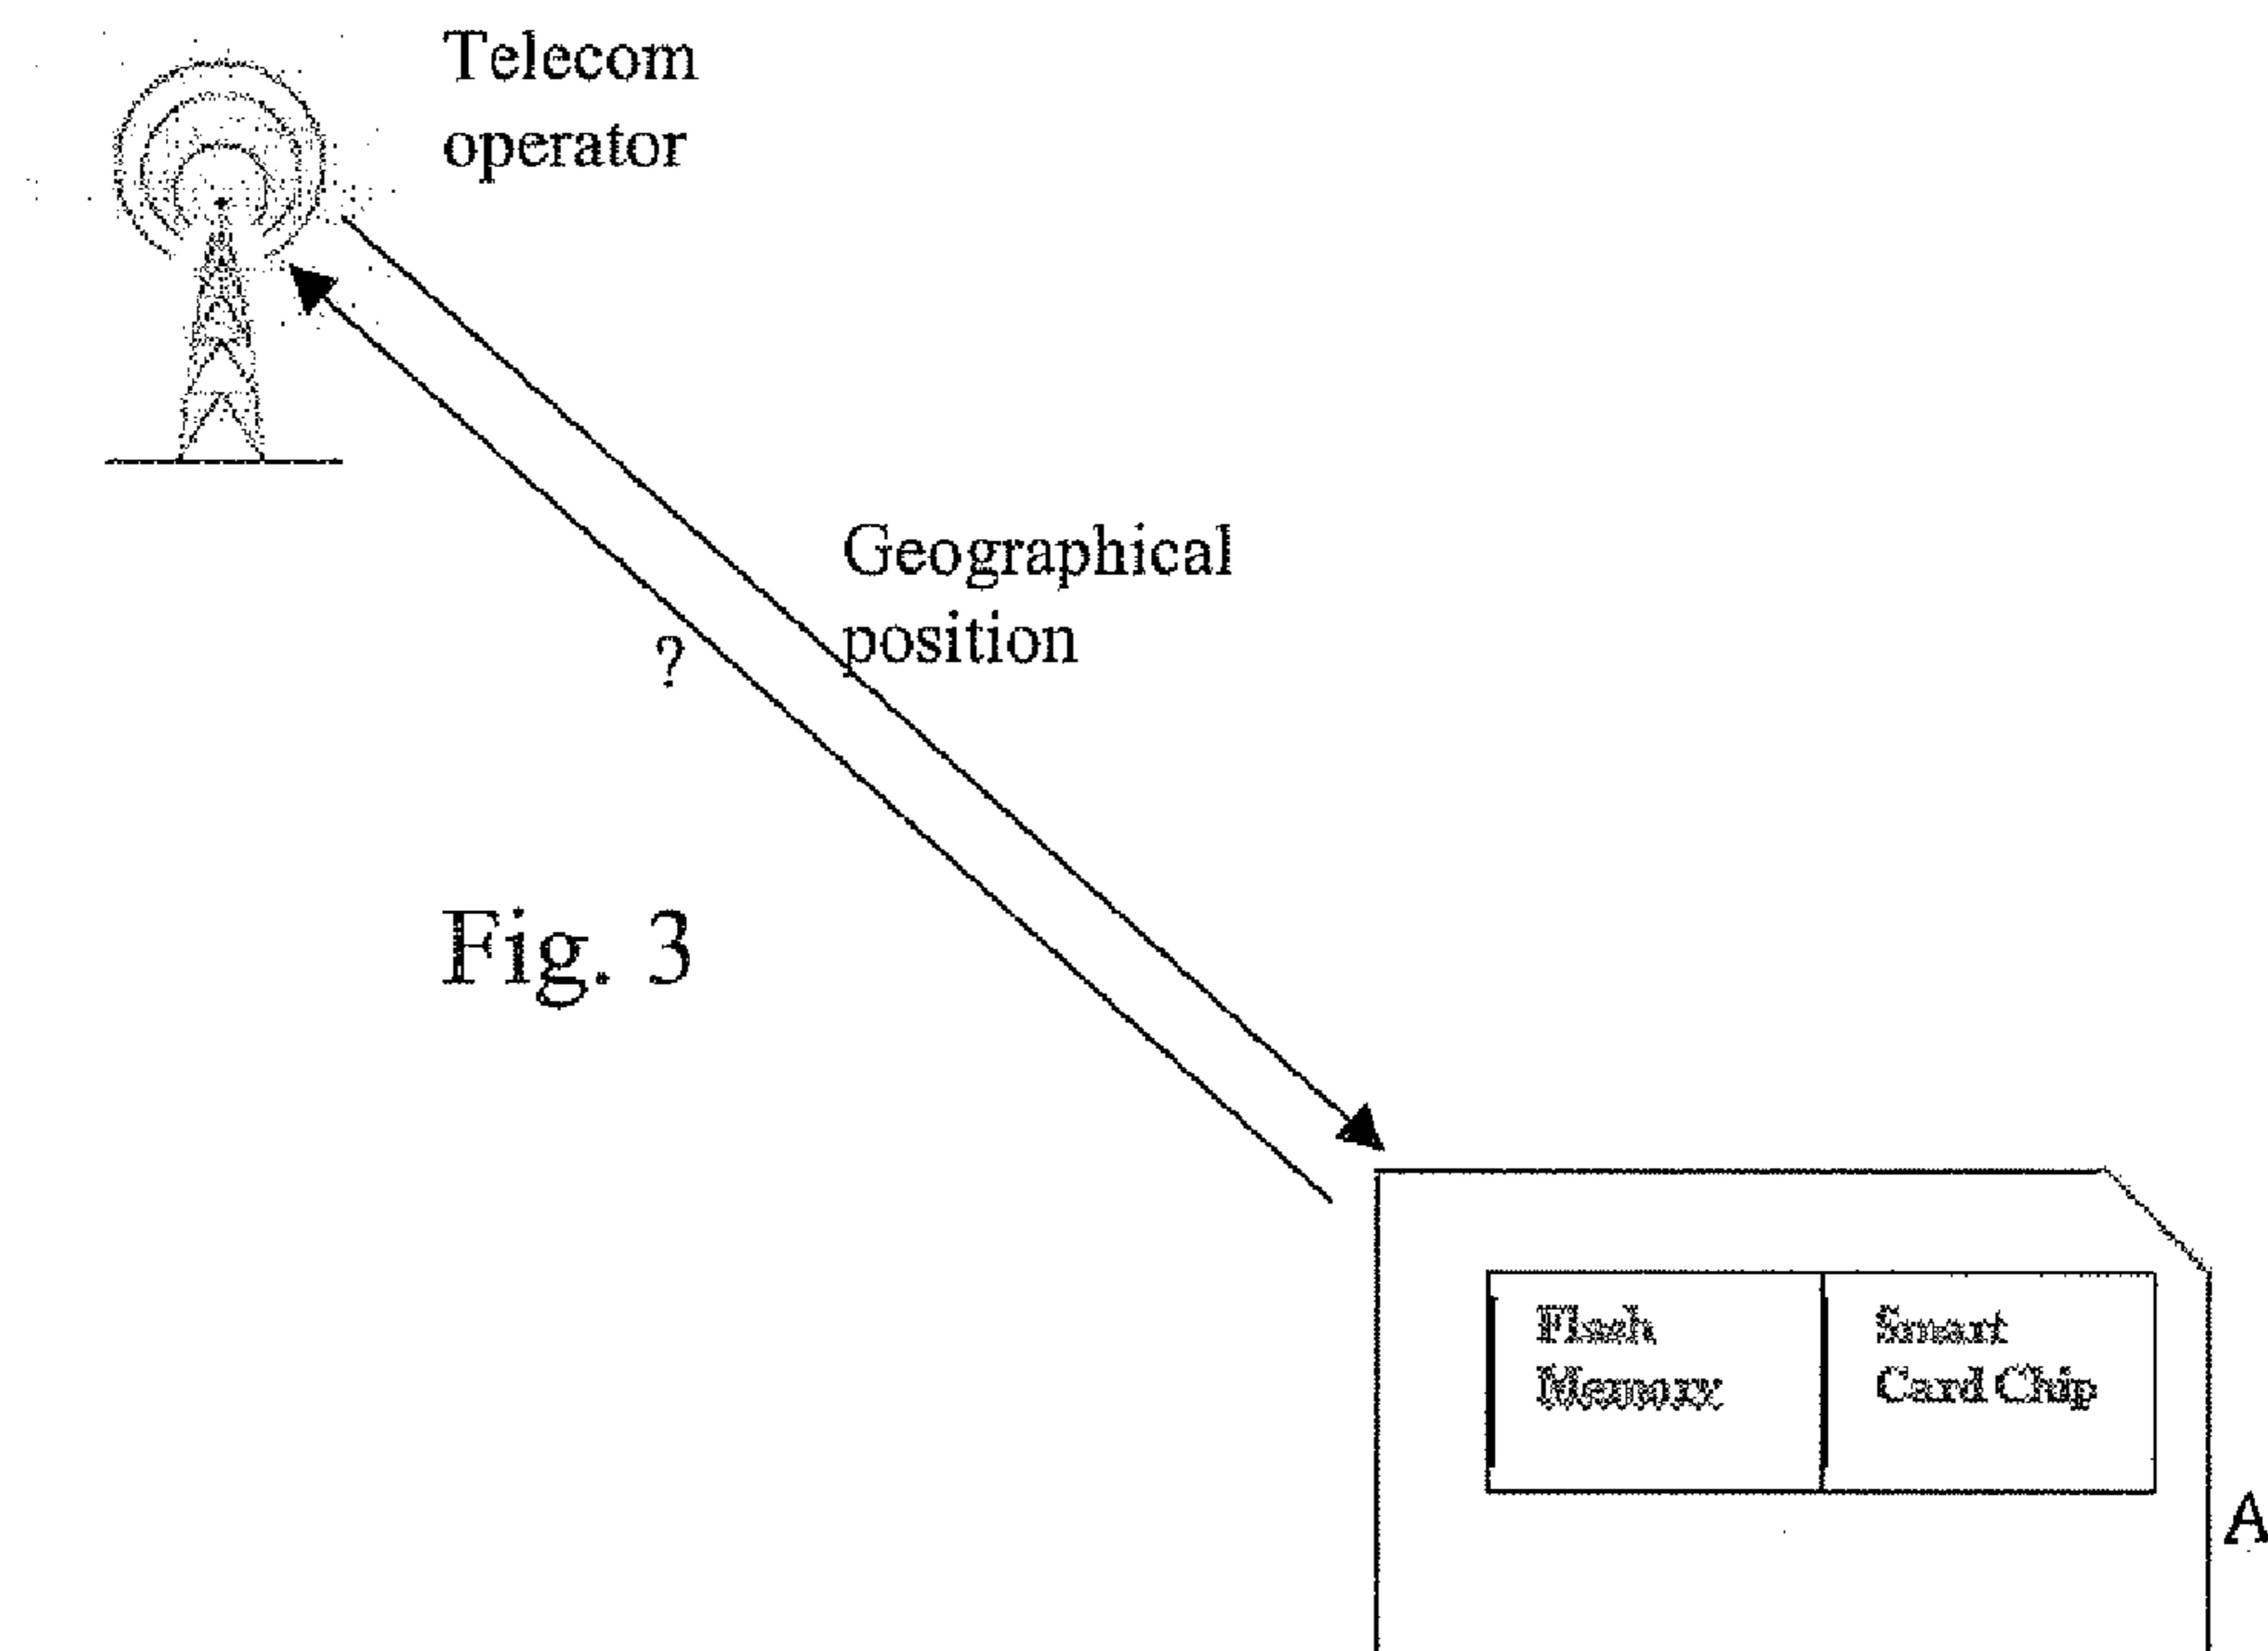 Telecom
operator
Geographical
position
?
Fig. 3
Flash
Memory
Smart
Card Chip
A